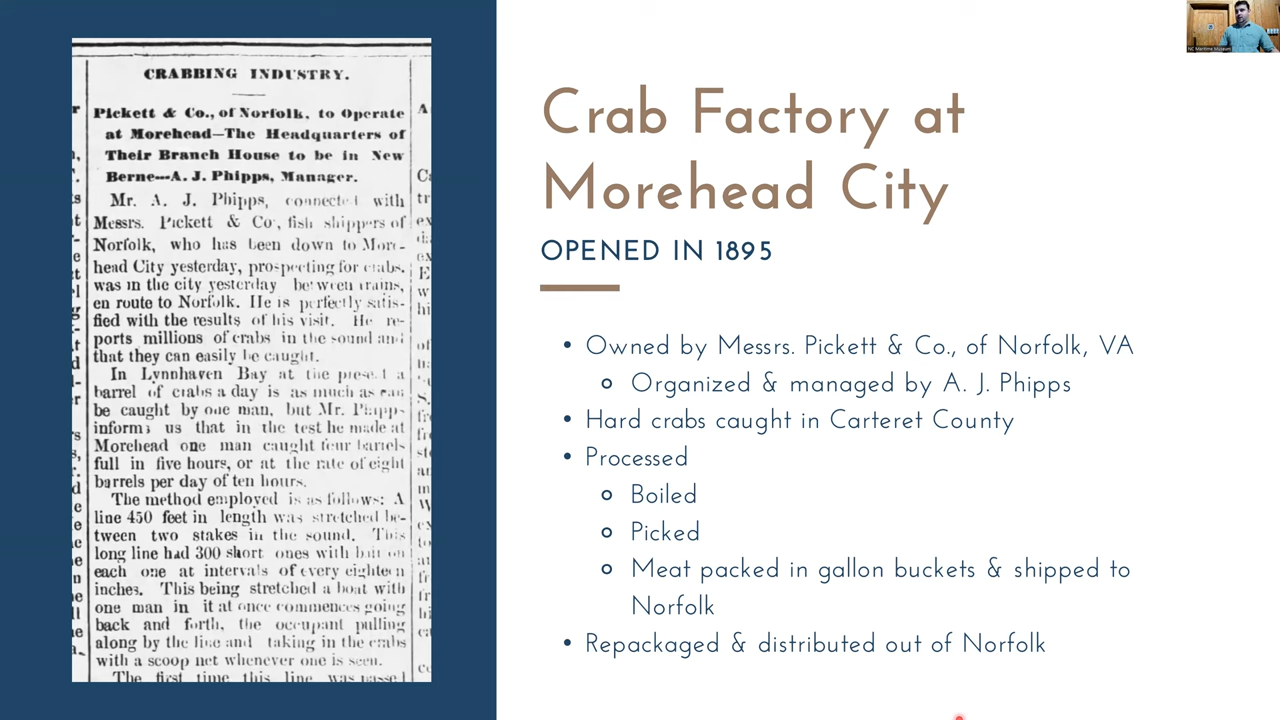 CRABBING INDUSTRY.
Pickett & Co., of Norfolk, to Operate
at Morehead—The Headquarters of
Their Branch House to be in New
Berne—A. J. Phipps, Manager.
Mr. A. J. Phipps, connected with
Messrs. Pickett & Co, fish shippers of
Norfolk, who has been down to More-
head City yesterday, prospecting for crabs,
was in the city yesterday between trains,
en route to Norfolk. He is perfectly satis-
fied with the results of his visit. He re-
ports millions of crabs in the sound and
that they can easily be caught.
In Lynnhaven Bay at the present a
barrel of crabs a day is as much as can
be caught by one man, but Mr. Phipps
informs us that in the test he made at
Morehead one man caught four barrels
full in five hours, or at the rate of eight
barrels per day of ten hours.
The method employed is as follows: A
line 450 feet in length was stretched be-
tween two stakes in the sound. This
long line had 300 short ones with bait on
each one at intervals of every eighteen
inches. This being stretched a boat with
one man in it at once commences going
back and forth, the occupant pulling
along by the line and taking in the crabs
with a scoop net whenever one is seen.
The first time this line was passed
Crab Factory at
Morehead City
OPENED IN 1895
• Owned by Messrs. Pickett & Co., of Norfolk, VA
Organized & managed by A. J. Phipps
• Hard crabs caught in Carteret County
• Processed
Boiled
Picked
Meat packed in gallon buckets & shipped to
Norfolk
• Repackaged & distributed out of Norfolk
NC Maritime Museum